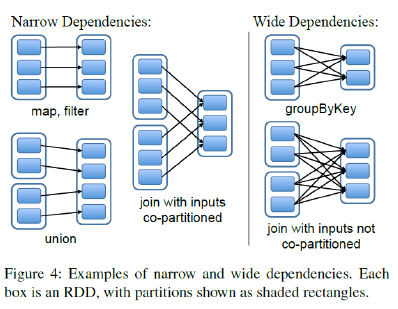 Narrow Dependencies:
Wide Dependencies:
map, filter
groupByKey
join with inputs
co-partitioned
union
join with inputs not
co-partitioned
Figure 4: Examples of narrow and wide dependencies. Each
box is an RDD, with partitions shown as shaded rectangles.